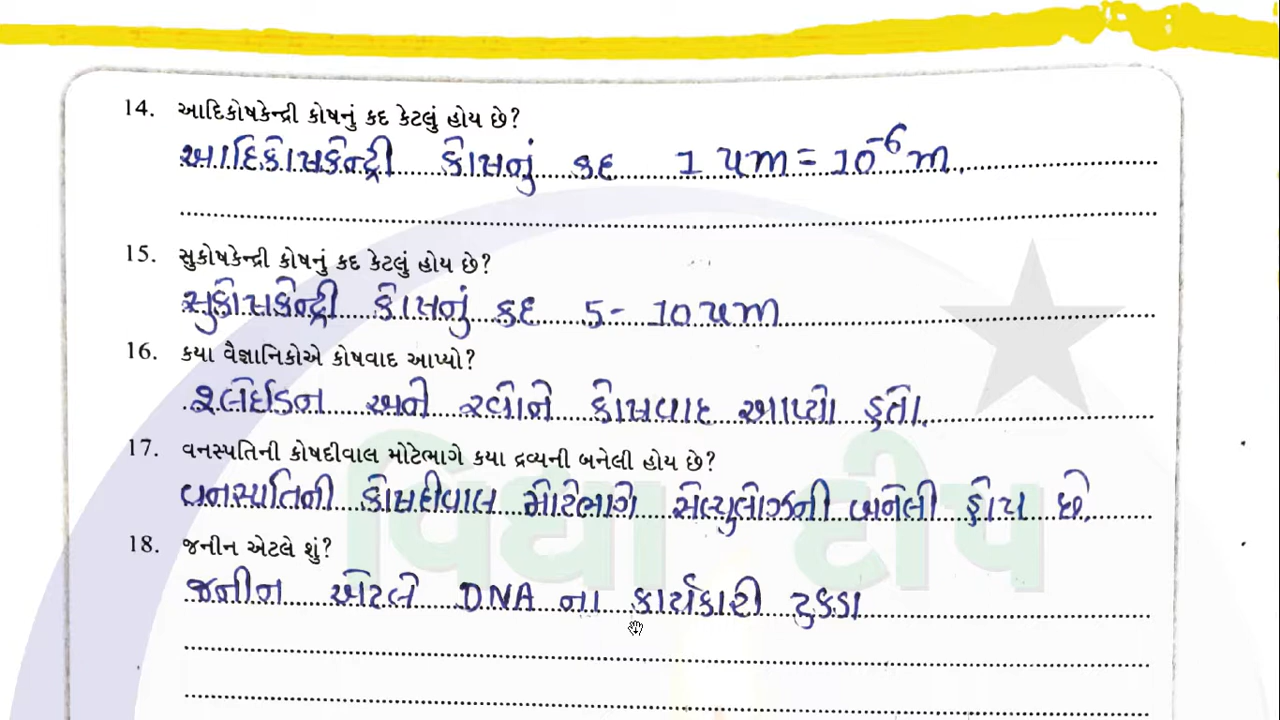 14. આદિકોષકેન્દ્રી કોષનું કદ કેટલું હોય છે?
આદિકોષકેન્દ્રી કોષનું કદ 1 પm = 10⁻⁶ m.
15. સુકોષકેન્દ્રી કોષનું કદ કેટલું હોય છે?
સુકોષકેન્દ્રી કોષનું કદ 5 - 10 પm
16. કયા વૈજ્ઞાનિકોએ કોષવાદ આપ્યો?
શ્લેઈડન અને શ્વોને કોષવાદ આપ્યો હતો.
17. વનસ્પતિની કોષદીવાલ મોટેભાગે કયા દ્રવ્યની બનેલી હોય છે?
વનસ્પતિની કોષદીવાલ મોટેભાગે સેલ્યુલોઝની બનેલી હોય છે.
18. જનીન એટલે શું?
જનીન એટલે DNA ના કાર્યકારી ટુકડા
વિદ્યા દીપ